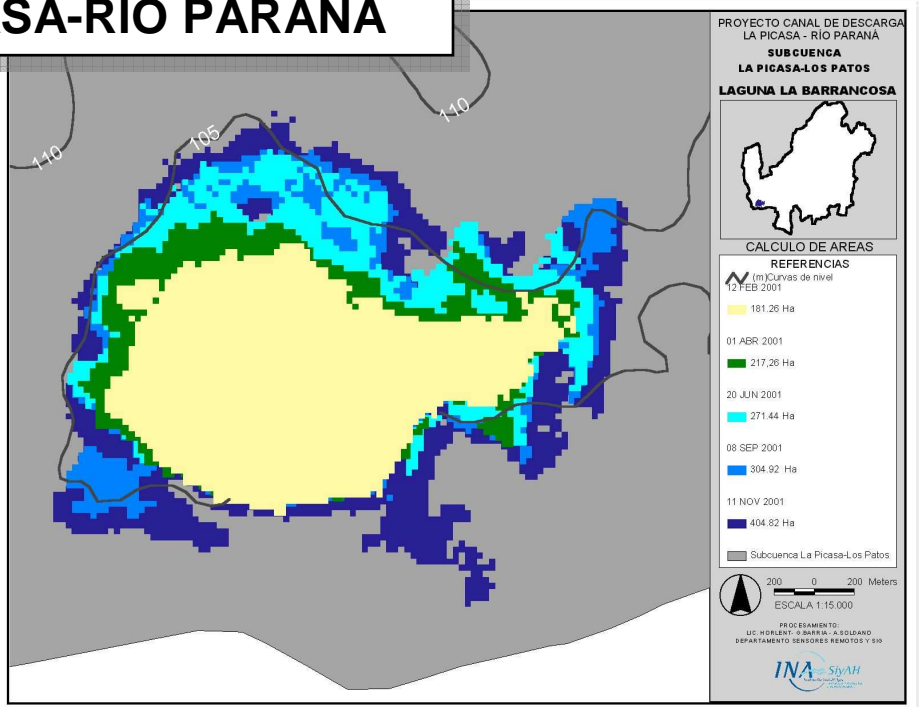 SA-RIO PARANA
110
105
110
PROYECTO CANAL DE DESCARGA
LA PICASA - RÍO PARANÁ
SUBCUENCA
LA PICASA-LOS PATOS
LAGUNA LA BARRANCOSA
CALCULO DE AREAS
REFERENCIAS
(m)Curvas de nivel
12 FEB 2001
181.26 Ha
01 ABR 2001
217,26 Ha
20 JUN 2001
271.44 Ha
08 SEP 2001
304.92 Ha
11 NOV 2001
404.82 Ha
Subcuenca La Picasa-Los Patos
200 0 200 Meters
ESCALA 1:15.000
PROCESAMIENTO:
LIC. HORLENT- G.BARRIA - A.SOLDANO
DEPARTAMENTO SENSORES REMOTOS Y SIG
INA SiyAH